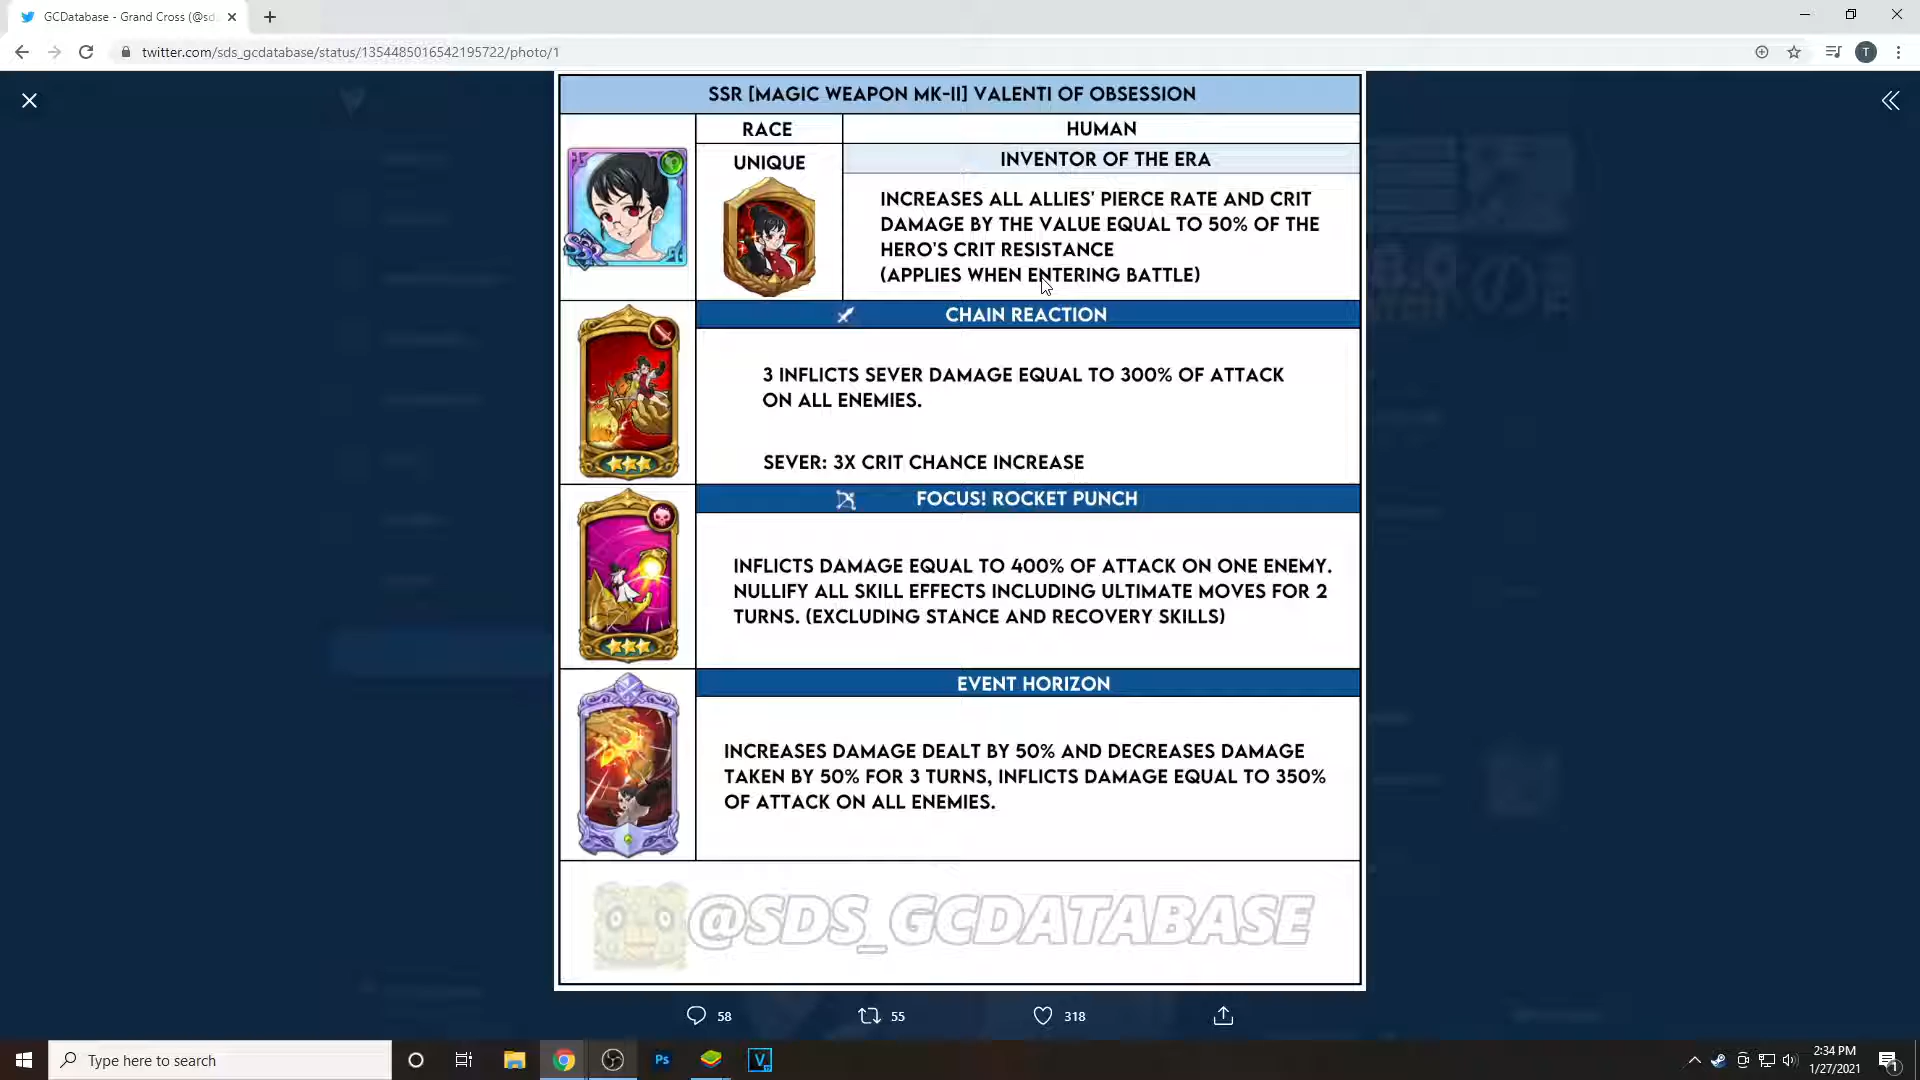 GCDatabase - Grand Cross (@sd
twitter.com/sds_gcdatabase/status/1354485016542195722/photo/1
T
SSR [MAGIC WEAPON MK-II] VALENTI OF OBSESSION
RACE
HUMAN
UNIQUE
INVENTOR OF THE ERA
INCREASES ALL ALLIES' PIERCE RATE AND CRIT
DAMAGE BY THE VALUE EQUAL TO 50% OF THE
HERO'S CRIT RESISTANCE
(APPLIES WHEN ENTERING BATTLE)
SSR
CHAIN REACTION
3 INFLICTS SEVER DAMAGE EQUAL TO 300% OF ATTACK
ON ALL ENEMIES.
SEVER: 3X CRIT CHANCE INCREASE
FOCUS! ROCKET PUNCH
INFLICTS DAMAGE EQUAL TO 400% OF ATTACK ON ONE ENEMY.
NULLIFY ALL SKILL EFFECTS INCLUDING ULTIMATE MOVES FOR 2
TURNS. (EXCLUDING STANCE AND RECOVERY SKILLS)
EVENT HORIZON
INCREASES DAMAGE DEALT BY 50% AND DECREASES DAMAGE
TAKEN BY 50% FOR 3 TURNS, INFLICTS DAMAGE EQUAL TO 350%
OF ATTACK ON ALL ENEMIES.
@SDS_GCDATABASE
58
55
318
Type here to search
Ps
V
2:34 PM
1/27/2021
1